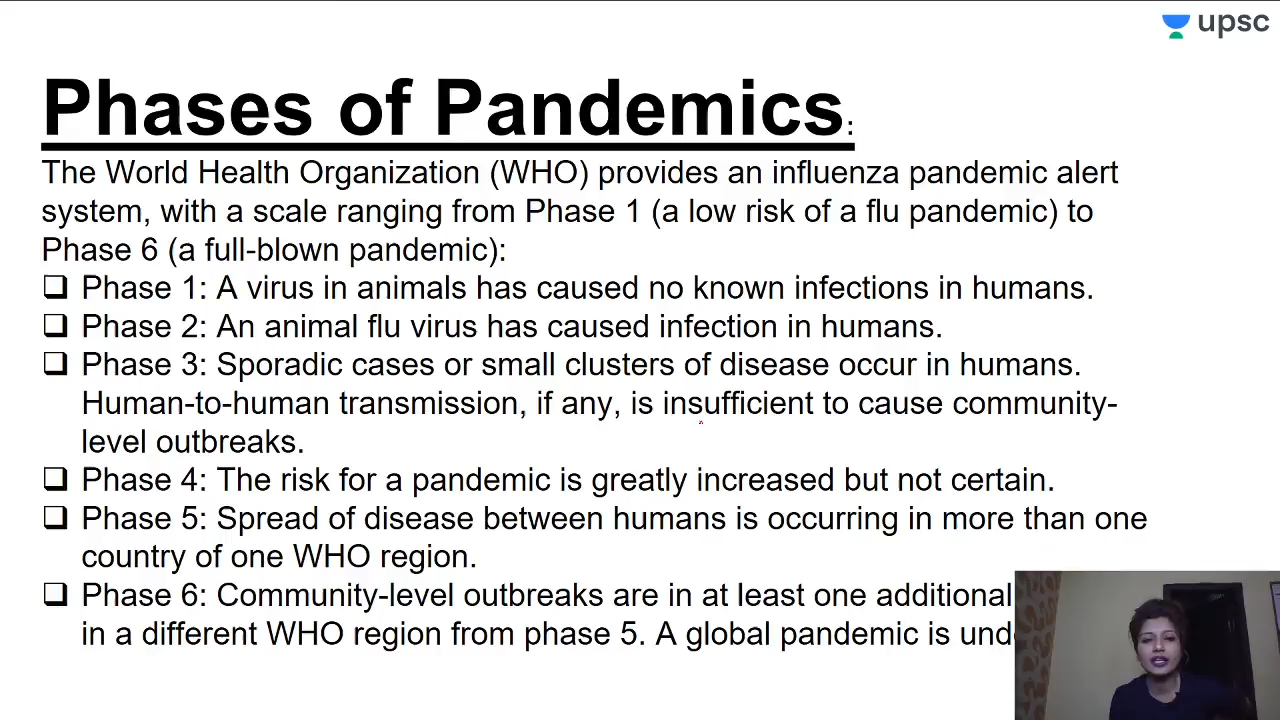 upsc
Phases of Pandemics:
The World Health Organization (WHO) provides an influenza pandemic alert
system, with a scale ranging from Phase 1 (a low risk of a flu pandemic) to
Phase 6 (a full-blown pandemic):
❑ Phase 1: A virus in animals has caused no known infections in humans.
❑ Phase 2: An animal flu virus has caused infection in humans.
❑ Phase 3: Sporadic cases or small clusters of disease occur in humans.
Human-to-human transmission, if any, is insufficient to cause community-
level outbreaks.
❑ Phase 4: The risk for a pandemic is greatly increased but not certain.
❑ Phase 5: Spread of disease between humans is occurring in more than one
country of one WHO region.
❑ Phase 6: Community-level outbreaks are in at least one additional
in a different WHO region from phase 5. A global pandemic is